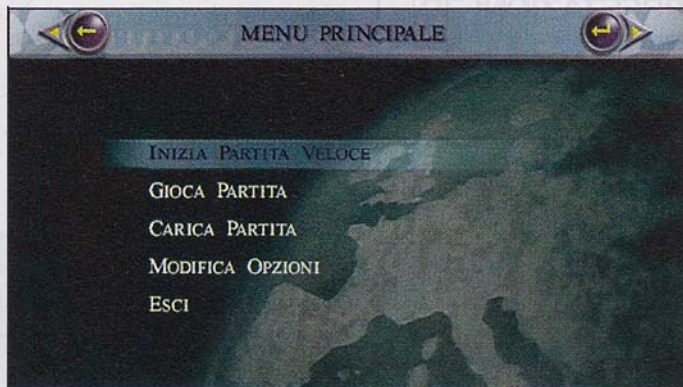 MENU PRINCIPALE
INIZIA PARTITA VELOCE
GIOCA PARTITA
CARICA PARTITA
MODIFICA OPZIONI
ESCI